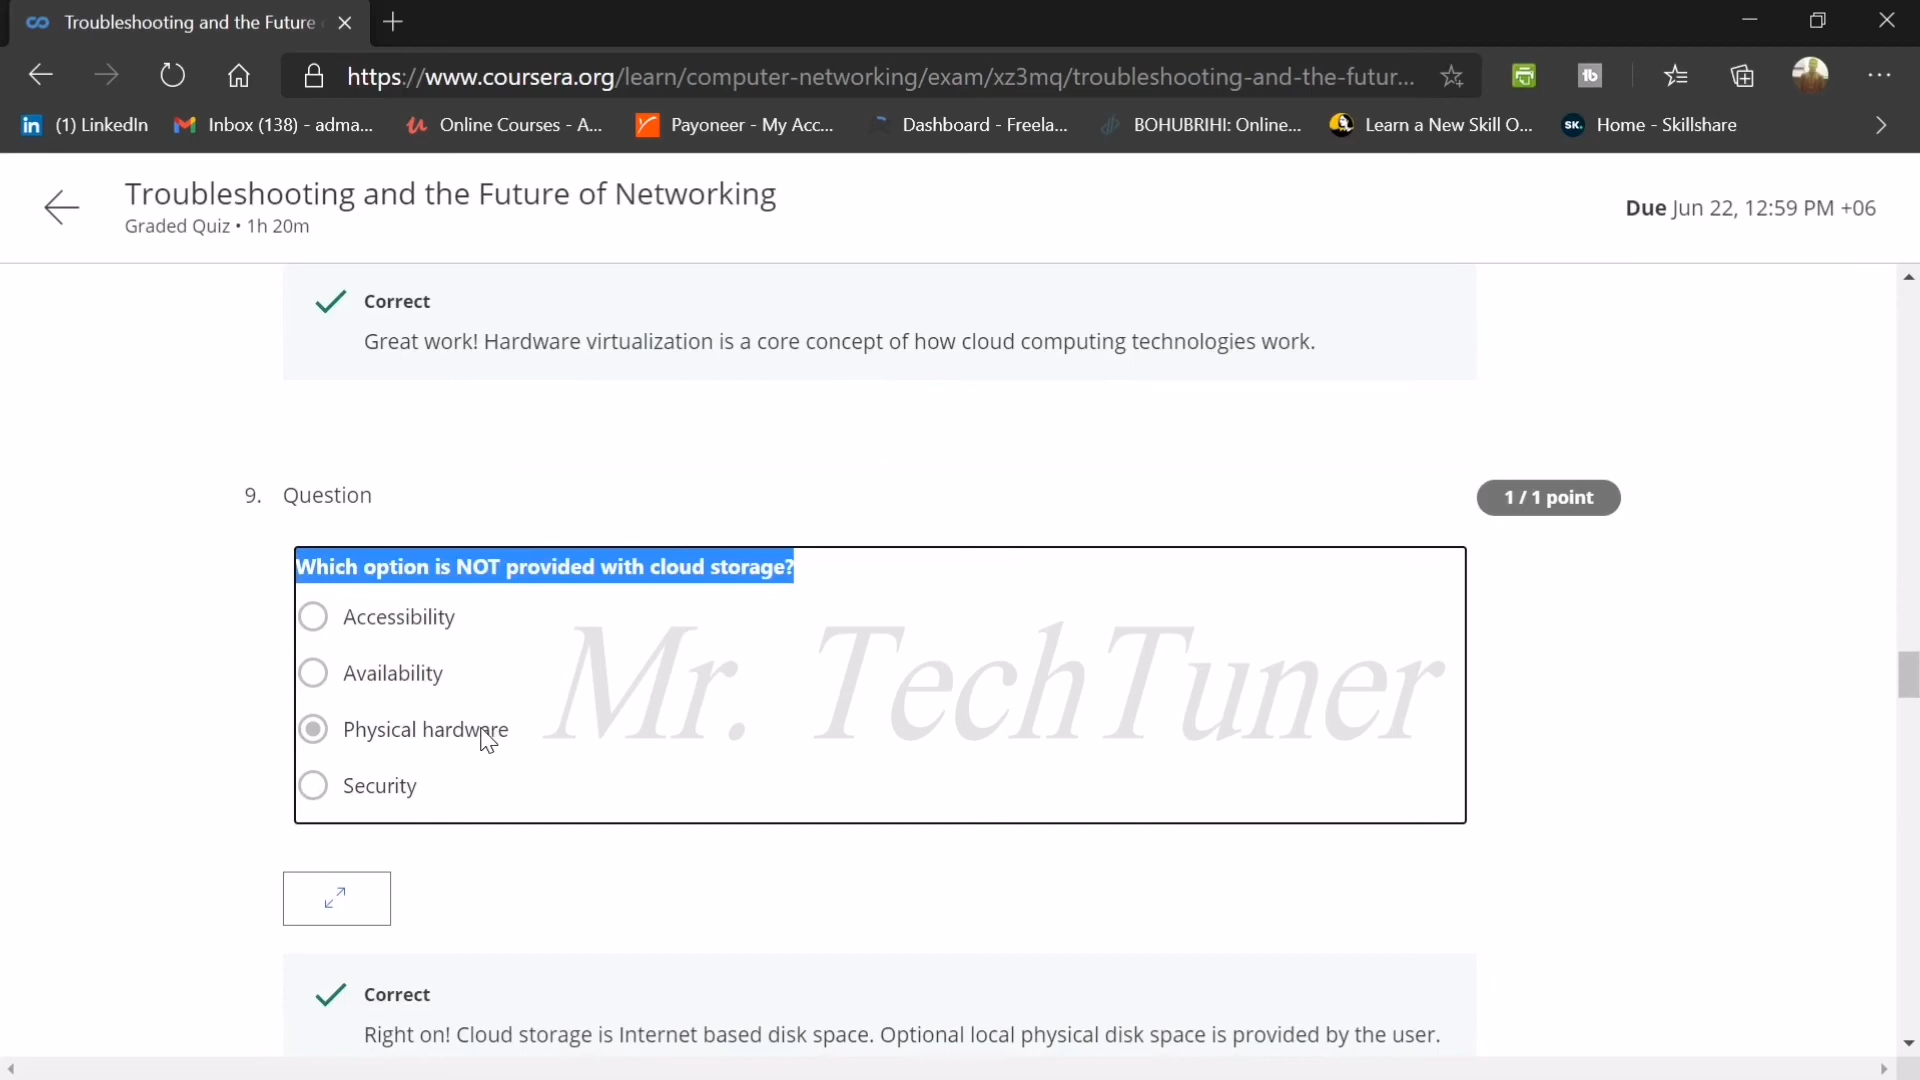 Troubleshooting and the Future
https://www.coursera.org/learn/computer-networking/exam/xz3mq/troubleshooting-and-the-futur...
tb
in (1) LinkedIn Inbox (138) - adma... Online Courses - A... Payoneer - My Acc... Dashboard - Freela... BOHUBRIHI: Online... Learn a New Skill O... SK. Home - Skillshare
Troubleshooting and the Future of Networking
Graded Quiz • 1h 20m
Due Jun 22, 12:59 PM +06
Correct
Great work! Hardware virtualization is a core concept of how cloud computing technologies work.
9. Question
1 / 1 point
Which option is NOT provided with cloud storage?
Accessibility
Availability
Physical hardware
Security
Mr. TechTuner
Correct
Right on! Cloud storage is Internet based disk space. Optional local physical disk space is provided by the user.